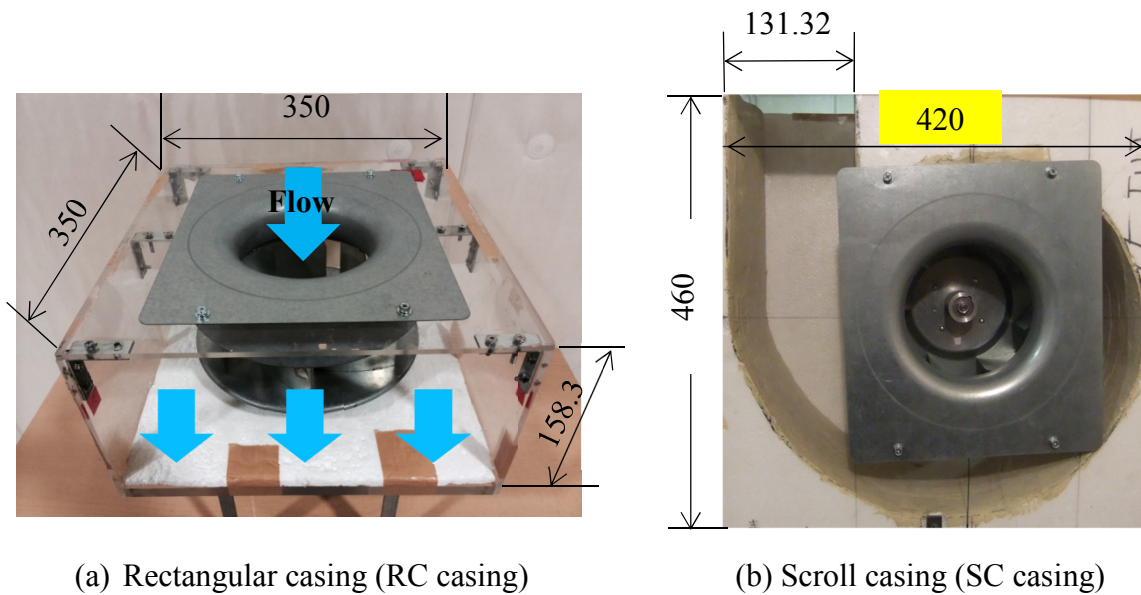 131.32
350
Flow
350
158.3
420
460
(a) Rectangular casing (RC casing)
(b) Scroll casing (SC casing)